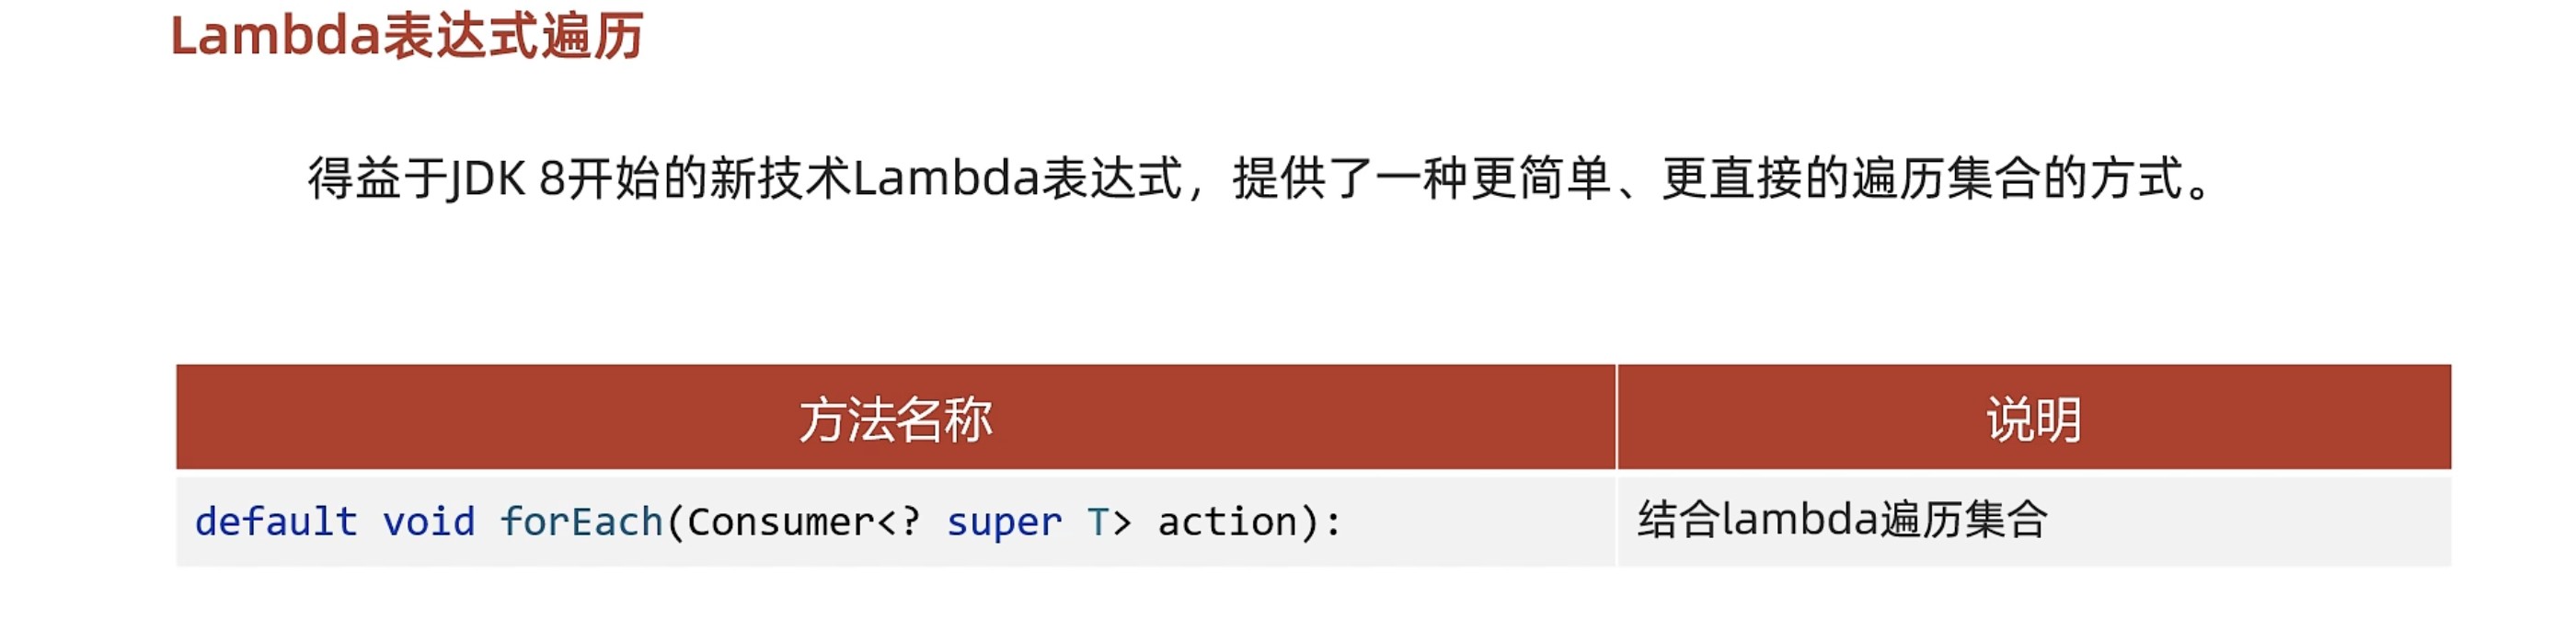 Lambda表达式遍历
得益于JDK 8开始的新技术Lambda表达式，提供了一种更简单、更直接的遍历集合的方式。
方法名称 说明
default void forEach(Consumer<? super T> action): 结合lambda遍历集合